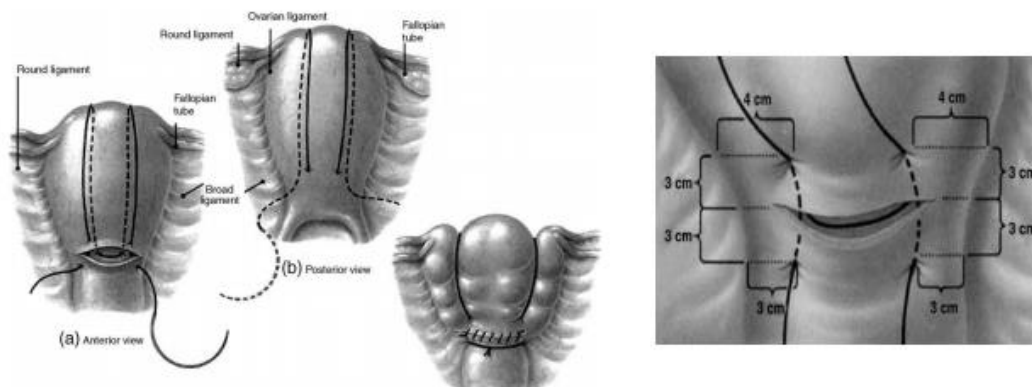 Round ligament
Fallopian
tube
(a) Anterior view
Ovarian ligament
Round ligament
Fallopian
tube
Broad
ligament
(b) Posterior view
4 cm
4 cm
3 cm
3 cm
3 cm
3 cm
3 cm
3 cm